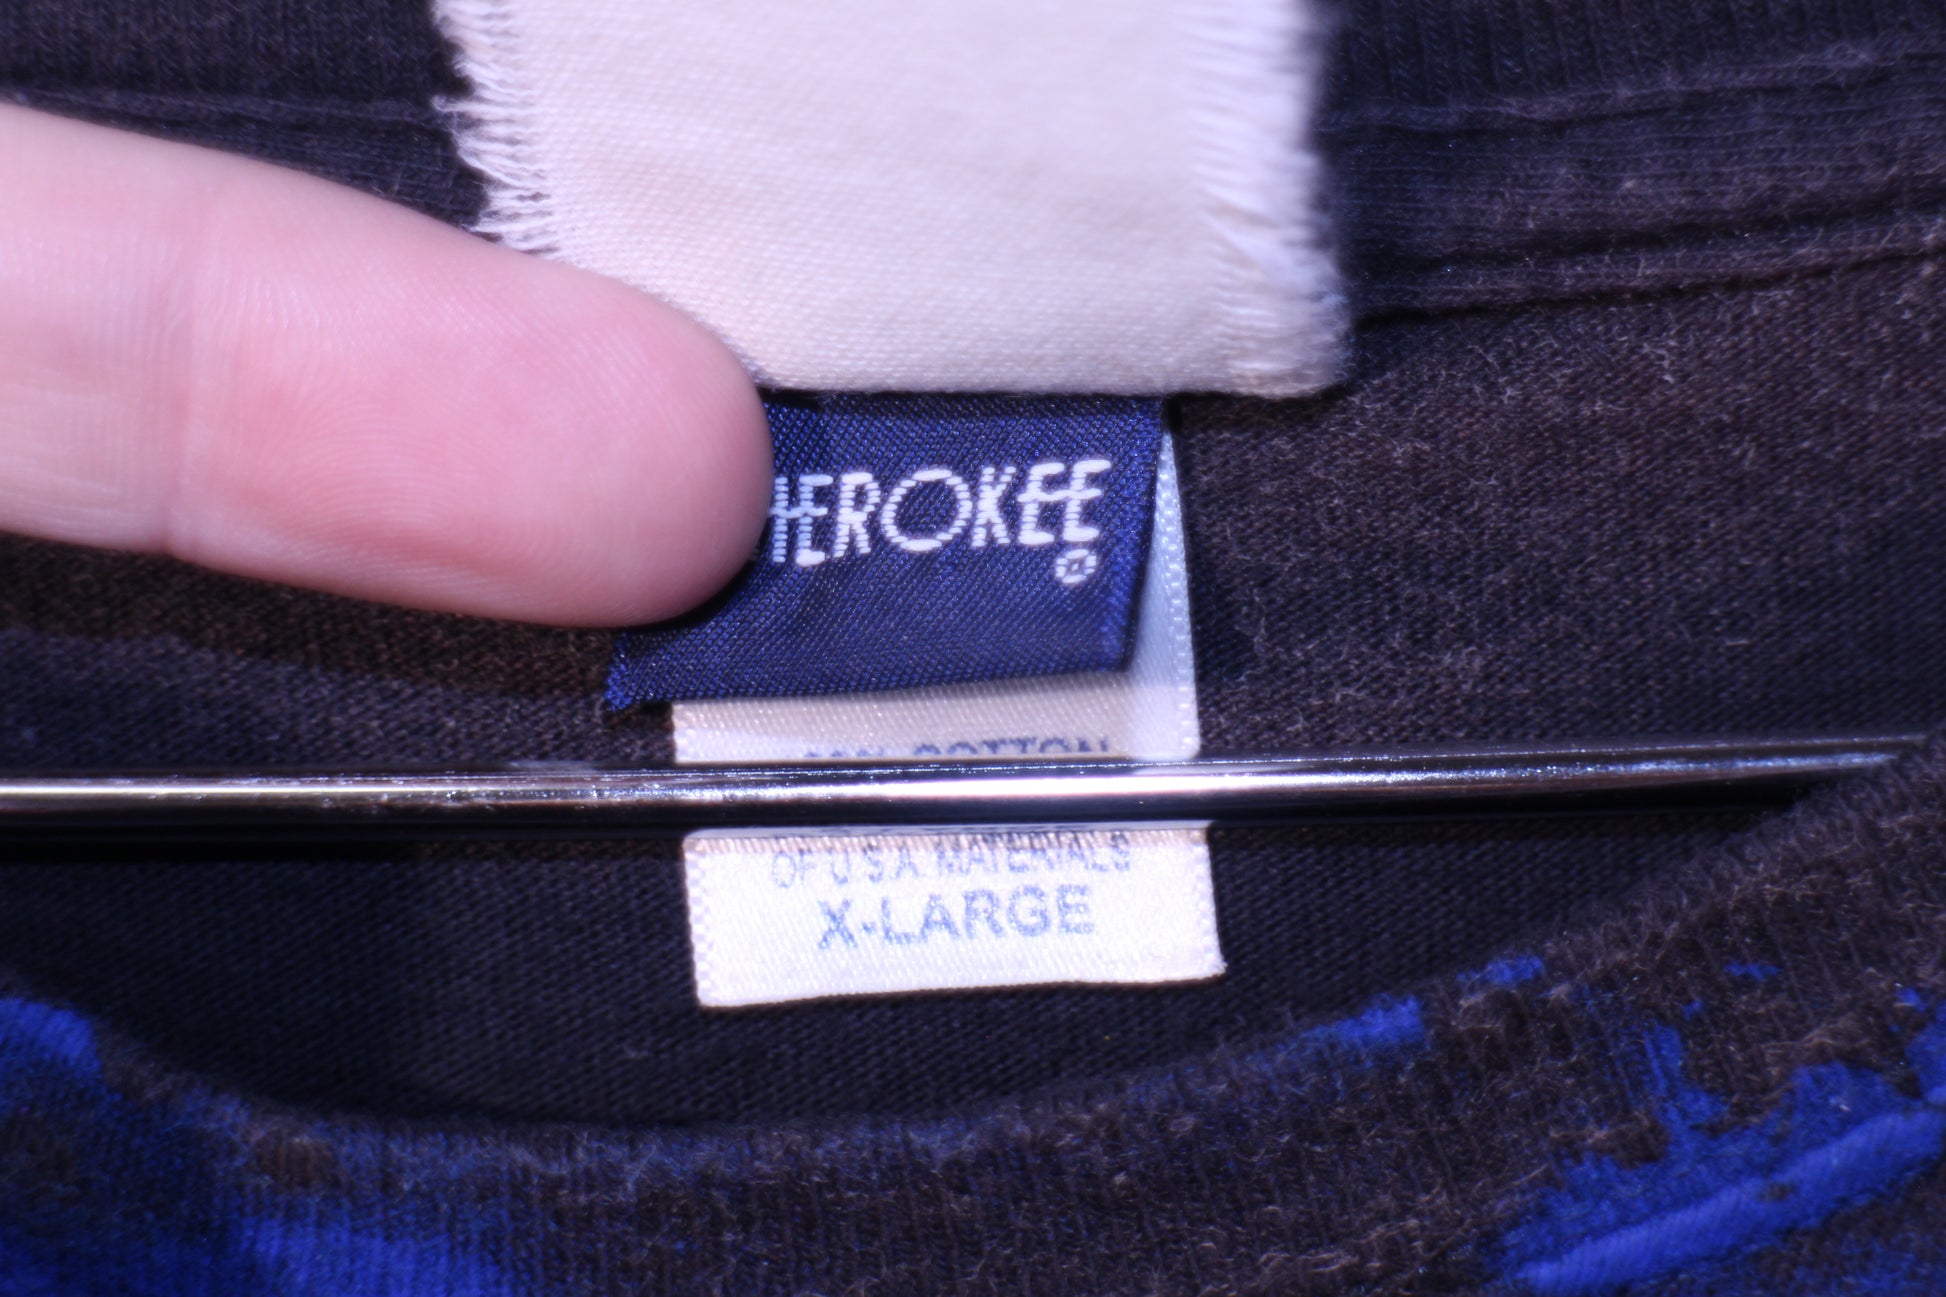 HEROKEE
®
COTTON
OF U.S.A. MATERIALS
X-LARGE